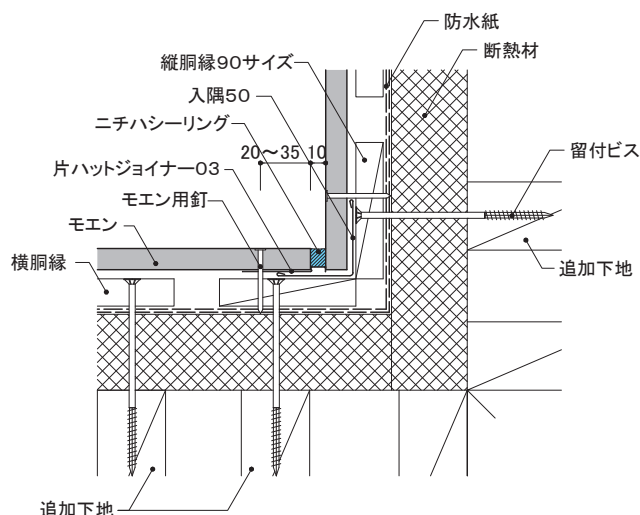 防水紙
断熱材
縦胴縁90サイズ
入隅50
ニチハシーリング
20～35 10
留付ビス
片ハットジョイナー03
モエン用釘
モエン
追加下地
横胴縁
追加下地